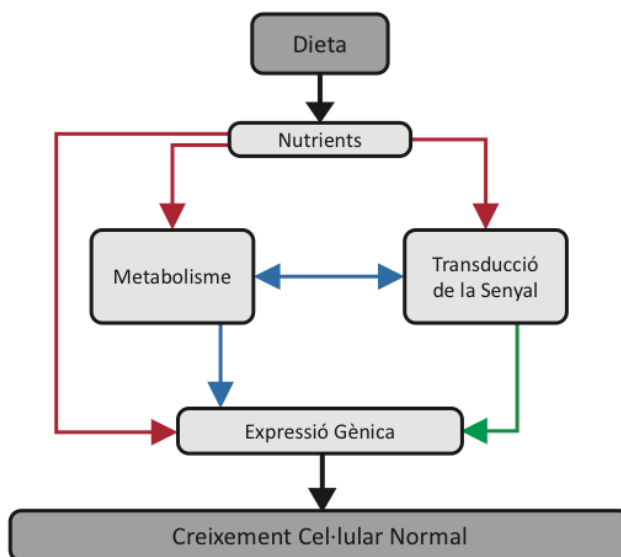 Dieta
Nutrients
Metabolisme
Transducció
de la Senyal
Expressió Gènica
Creixement Cel·lular Normal